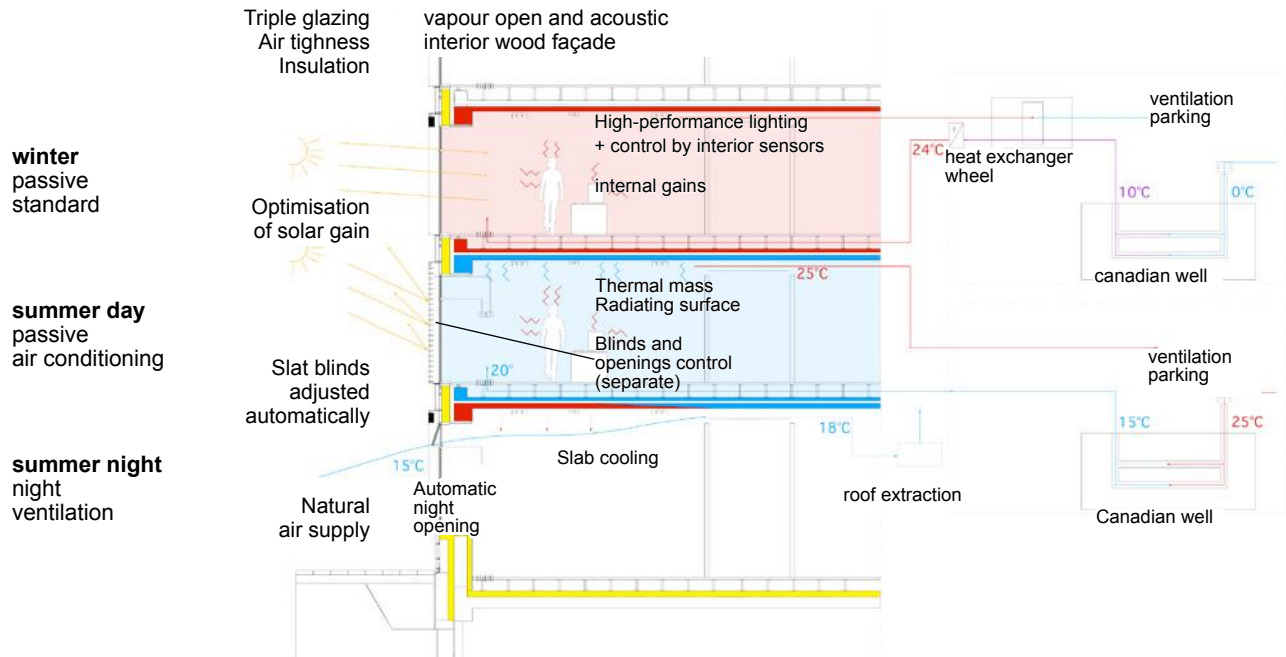 Triple glazing
Air tighness
Insulation
vapour open and acoustic
interior wood façade
winter
passive
standard
Optimisation
of solar gain
High-performance lighting
+ control by interior sensors
internal gains
24°C
heat exchanger
wheel
ventilation
parking
10°C
0°C
canadian well
summer day
passive
air conditioning
Slat blinds
adjusted
automatically
25°C
Thermal mass
Radiating surface
Blinds and
openings control
(separate)
20°
ventilation
parking
15°C
25°C
Canadian well
summer night
night
ventilation
15°C
Natural
air supply
Automatic
night
opening
Slab cooling
18°C
roof extraction